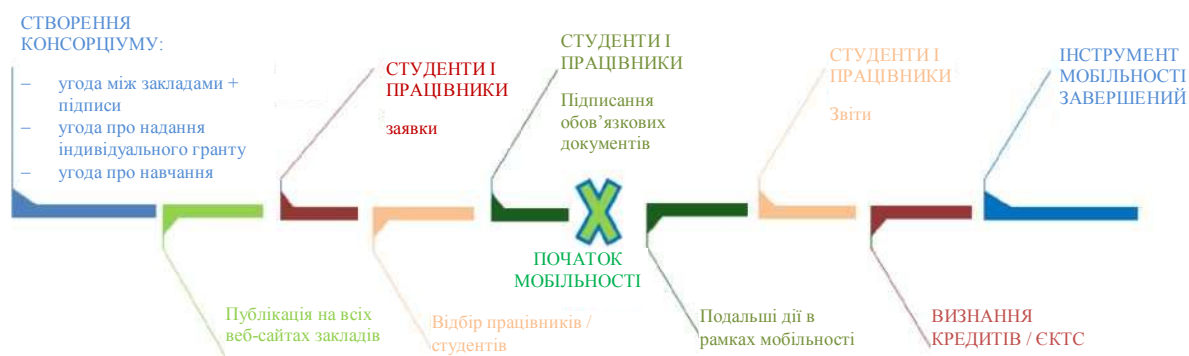 СТВОРЕННЯ
КОНСОРЦІУМУ:
– угода між закладами +
підписи
– угода про надання
індивідуального гранту
– угода про навчання
Публікація на всіх
веб-сайтах закладів
СТУДЕНТИ І
ПРАЦІВНИКИ
заявки
Відбір працівників /
студентів
СТУДЕНТИ І
ПРАЦІВНИКИ
Підписання
обов’язкових
документів
ПОЧАТОК
МОБІЛЬНОСТІ
Подальші дії в
рамках мобільності
СТУДЕНТИ І
ПРАЦІВНИКИ
Звіти
ВИЗНАННЯ
КРЕДИТІВ / ЄКТС
ІНСТРУМЕНТ
МОБІЛЬНОСТІ
ЗАВЕРШЕНИЙ